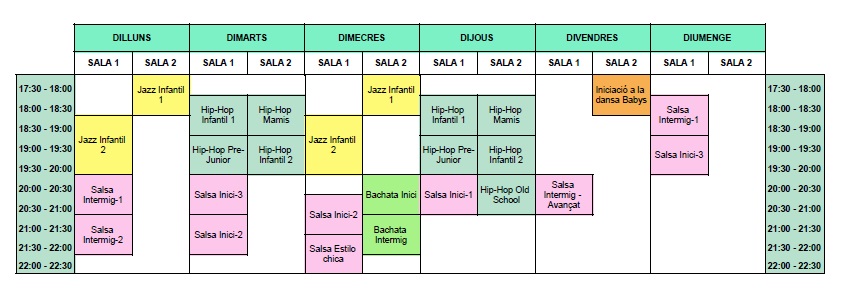 DILLUNS DIMARTS DIMECRES DIJOUS DIVENDRES DIUMENGE
SALA 1 SALA 2 SALA 1 SALA 2 SALA 1 SALA 2 SALA 1 SALA 2 SALA 1 SALA 2 SALA 1 SALA 2
17:30 - 18:00 Jazz Infantil Jazz Infantil Iniciació a la 17:30 - 18:00
1 1 dansa Babys
18:00 - 18:30 Hip-Hop Hip-Hop Hip-Hop Hip-Hop Salsa 18:00 - 18:30
Infantil 1 Mamis Infantil 1 Mamis Intermig-1
18:30 - 19:00 Jazz Infantil Jazz Infantil 18:30 - 19:00
2 2
19:00 - 19:30 Hip-Hop Pre- Hip-Hop Hip-Hop Pre- Hip-Hop Salsa Inici-3 19:00 - 19:30
Junior Infantil 2 Junior Infantil 2
19:30 - 20:00 19:30 - 20:00
20:00 - 20:30 Salsa Salsa Inici-3 Bachata Inici Salsa Inici-1 Hip-Hop Old Salsa 20:00 - 20:30
Intermig-1 School Intermig -
20:30 - 21:00 Salsa Inici-2 Avançat 20:30 - 21:00
21:00 - 21:30 Salsa Salsa Inici-2 Bachata 21:00 - 21:30
Intermig-2 Intermig
21:30 - 22:00 Salsa Estilo 21:30 - 22:00
chica
22:00 - 22:30 22:00 - 22:30